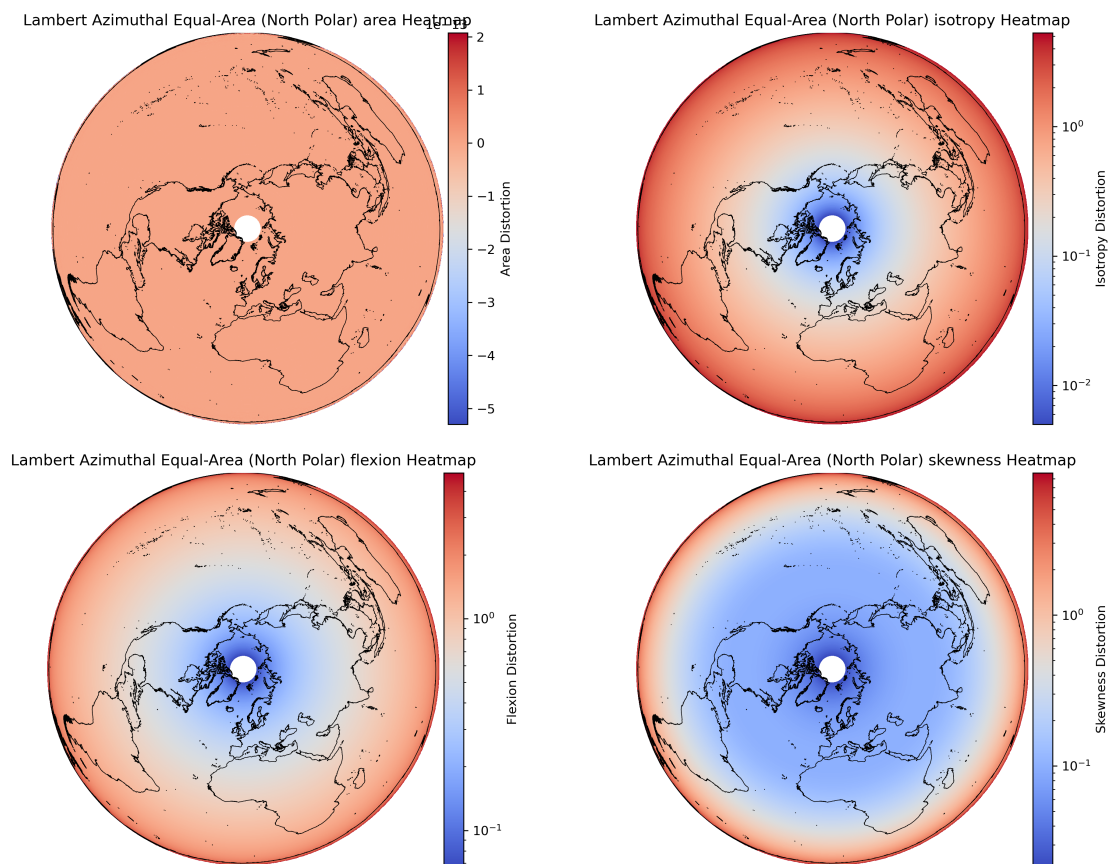 Lambert Azimuthal Equal-Area (North Polar) area Heatmap
1e−13
2
1
0
−1
−2
−3
−4
−5
Area Distortion
Lambert Azimuthal Equal-Area (North Polar) isotropy Heatmap
10⁰
10⁻¹
10⁻²
Isotropy Distortion
Lambert Azimuthal Equal-Area (North Polar) flexion Heatmap
10⁰
10⁻¹
Flexion Distortion
Lambert Azimuthal Equal-Area (North Polar) skewness Heatmap
10⁰
10⁻¹
Skewness Distortion